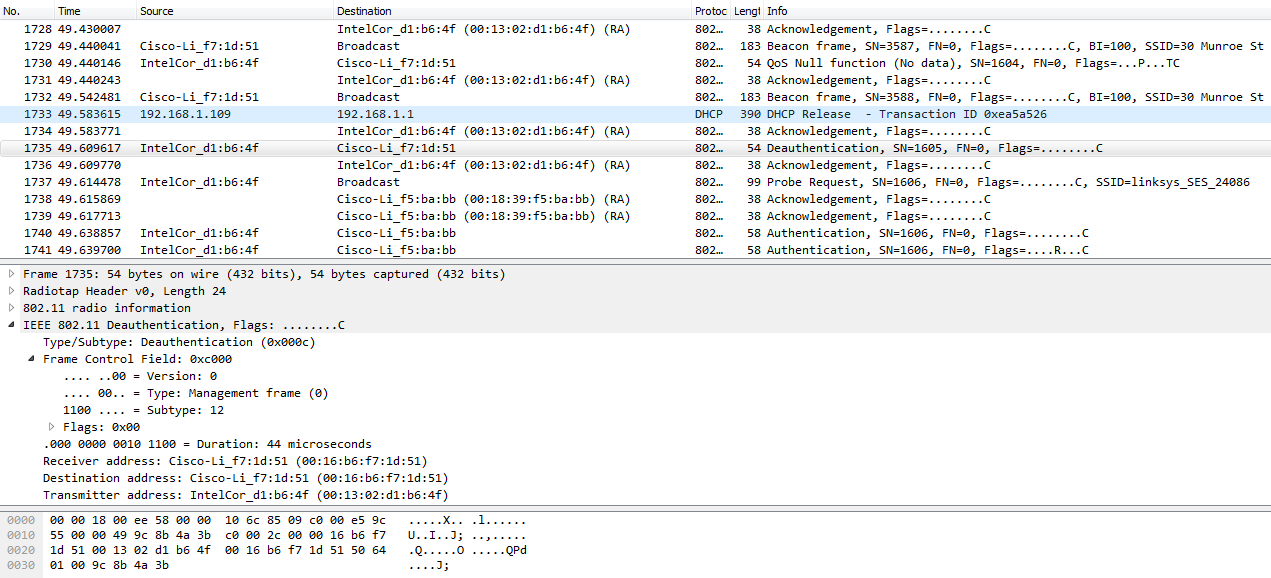 No. Time Source Destination Protoc Lengt Info
1728 49.430007 IntelCor_d1:b6:4f (00:13:02:d1:b6:4f) (RA) 802… 38 Acknowledgement, Flags=........C
1729 49.440041 Cisco-Li_f7:1d:51 Broadcast 802… 183 Beacon frame, SN=3587, FN=0, Flags=........C, BI=100, SSID=30 Munroe St
1730 49.440146 IntelCor_d1:b6:4f Cisco-Li_f7:1d:51 802… 54 QoS Null function (No data), SN=1604, FN=0, Flags=...P...TC
1731 49.440243 IntelCor_d1:b6:4f (00:13:02:d1:b6:4f) (RA) 802… 38 Acknowledgement, Flags=........C
1732 49.542481 Cisco-Li_f7:1d:51 Broadcast 802… 183 Beacon frame, SN=3588, FN=0, Flags=........C, BI=100, SSID=30 Munroe St
1733 49.583615 192.168.1.109 192.168.1.1 DHCP 390 DHCP Release  - Transaction ID 0xea5a526
1734 49.583771 IntelCor_d1:b6:4f (00:13:02:d1:b6:4f) (RA) 802… 38 Acknowledgement, Flags=........C
1735 49.609617 IntelCor_d1:b6:4f Cisco-Li_f7:1d:51 802… 54 Deauthentication, SN=1605, FN=0, Flags=........C
1736 49.609770 IntelCor_d1:b6:4f (00:13:02:d1:b6:4f) (RA) 802… 38 Acknowledgement, Flags=........C
1737 49.614478 IntelCor_d1:b6:4f Broadcast 802… 99 Probe Request, SN=1606, FN=0, Flags=........C, SSID=linksys_SES_24086
1738 49.615869 Cisco-Li_f5:ba:bb (00:18:39:f5:ba:bb) (RA) 802… 38 Acknowledgement, Flags=........C
1739 49.617713 Cisco-Li_f5:ba:bb (00:18:39:f5:ba:bb) (RA) 802… 38 Acknowledgement, Flags=........C
1740 49.638857 IntelCor_d1:b6:4f Cisco-Li_f5:ba:bb 802… 58 Authentication, SN=1606, FN=0, Flags=........C
1741 49.639700 IntelCor_d1:b6:4f Cisco-Li_f5:ba:bb 802… 58 Authentication, SN=1606, FN=0, Flags=....R...C
Frame 1735: 54 bytes on wire (432 bits), 54 bytes captured (432 bits)
Radiotap Header v0, Length 24
802.11 radio information
IEEE 802.11 Deauthentication, Flags: ........C
Type/Subtype: Deauthentication (0x000c)
Frame Control Field: 0xc000
.... ..00 = Version: 0
.... 00.. = Type: Management frame (0)
1100 .... = Subtype: 12
Flags: 0x00
.000 0000 0010 1100 = Duration: 44 microseconds
Receiver address: Cisco-Li_f7:1d:51 (00:16:b6:f7:1d:51)
Destination address: Cisco-Li_f7:1d:51 (00:16:b6:f7:1d:51)
Transmitter address: IntelCor_d1:b6:4f (00:13:02:d1:b6:4f)
0000 00 00 18 00 ee 58 00 00 10 6c 85 09 c0 00 e5 9c .....X.. .l......
0010 55 00 00 49 9c 8b 4a 3b c0 00 2c 00 00 16 b6 f7 U..I..J; ..,.....
0020 1d 51 00 13 02 d1 b6 4f 00 16 b6 f7 1d 51 50 64 .Q.....O .....QPd
0030 01 00 9c 8b 4a 3b ....J;